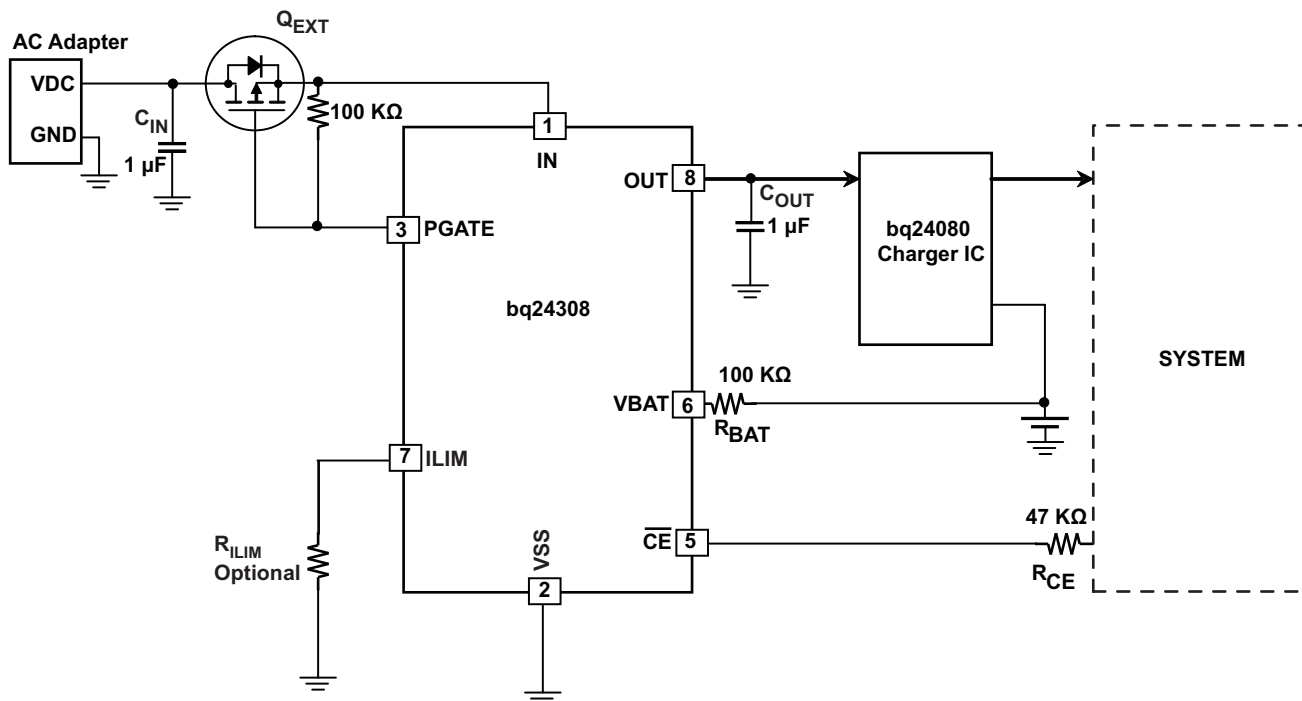 Q_EXT
AC Adapter
VDC
GND
C_IN
1 µF
100 KΩ
1
IN
3
PGATE
bq24308
OUT
8
C_OUT
1 µF
bq24080
Charger IC
SYSTEM
VBAT
6
100 KΩ
R_BAT
7
ILIM
R_ILIM
Optional
VSS
2
CE
5
47 KΩ
R_CE